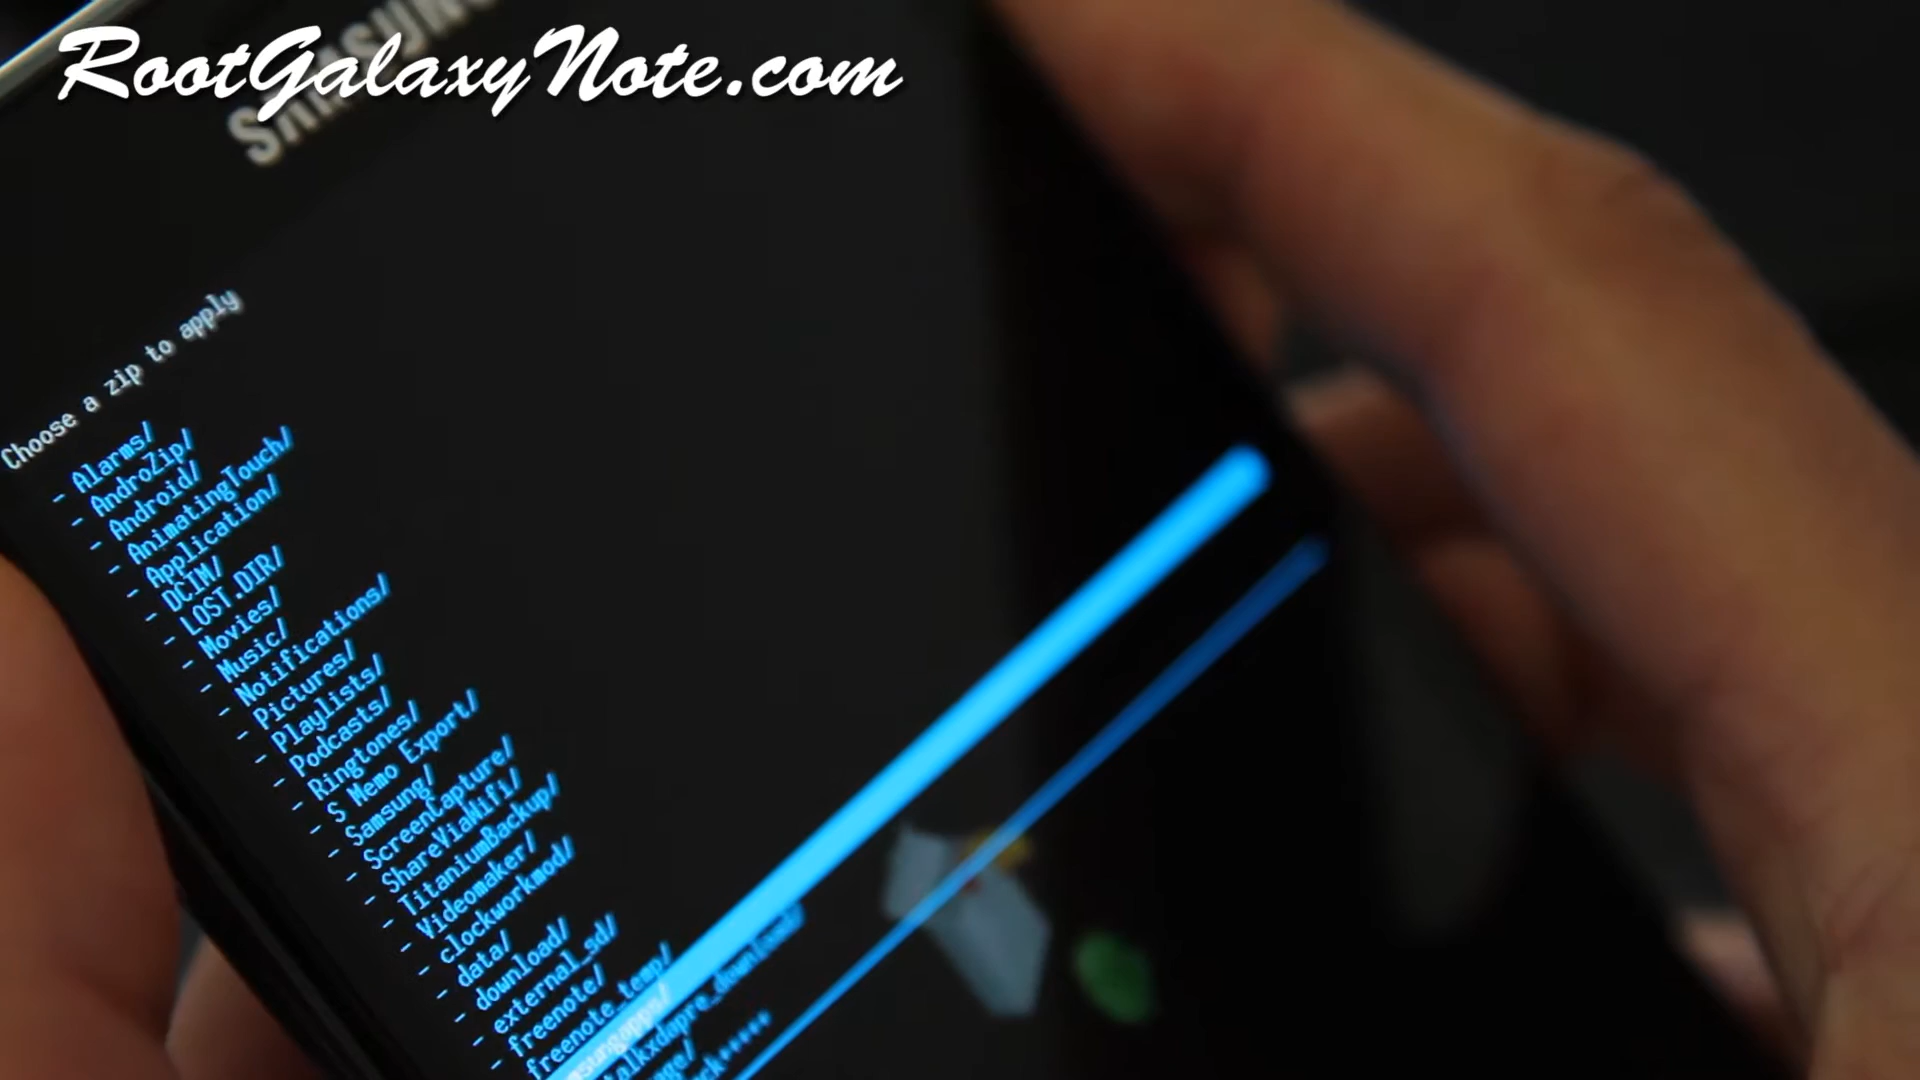 RootGalaxyNote.com
SAMSUNG
Choose a zip to apply
- Alarms/
- AndroZip/
- Android/
- AnimatingTouch/
- Application/
- DCIM/
- LOST.DIR/
- Movies/
- Music/
- Notifications/
- Pictures/
- Playlists/
- Podcasts/
- Ringtones/
- S Memo Export/
- Samsung/
- ScreenCapture/
- ShareViaWifi/
- TitaniumBackup/
- Videomaker/
- clockworkmod/
- data/
- download/
- external_sd/
- freenote/
- freenote_temp/